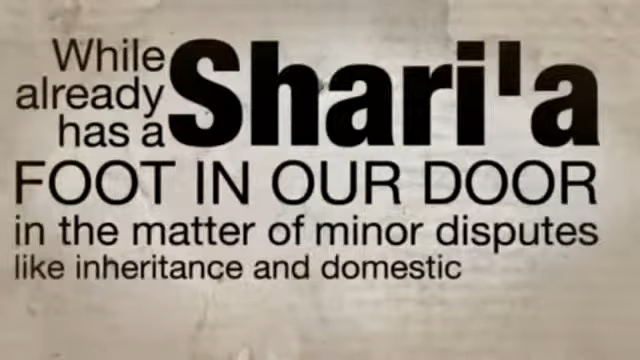 While
already
has a
Shari'a
FOOT IN OUR DOOR
in the matter of minor disputes
like inheritance and domestic